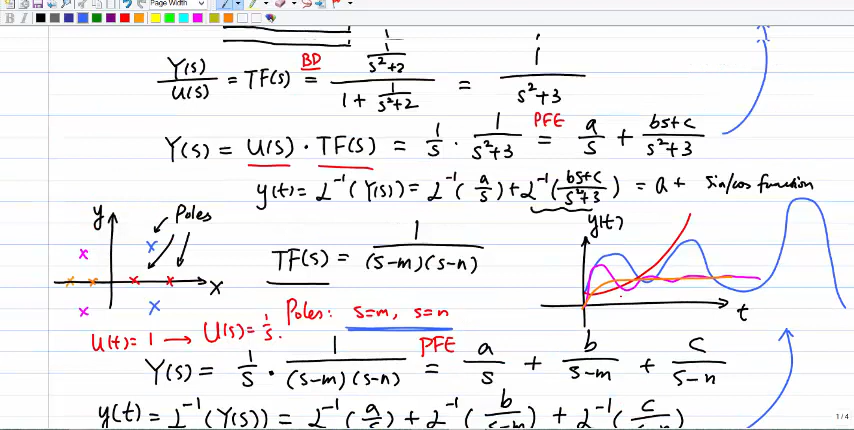 Page Width
B I
Y(s)/U(s) = TF(s) = (1/(s²+2))/(1 + 1/(s²+2)) = 1/(s²+3)
BD
PFE
Y(s) = U(s) · TF(s) = 1/s · 1/(s²+3) = a/s + (bs+c)/(s²+3)
y(t) = L⁻¹(Y(s)) = L⁻¹(a/s) + L⁻¹((bs+c)/(s²+3)) = a + sin/cos function
y
Poles
x
TF(s) = 1/((s-m)(s-n))
y(t)
t
Poles: s=m, s=n
u(t) = 1 → U(s) = 1/s.
PFE
Y(s) = 1/s · 1/((s-m)(s-n)) = a/s + b/(s-m) + c/(s-n)
y(t) = L⁻¹(Y(s)) = L⁻¹(a/s) + L⁻¹(b/(s-m)) + L⁻¹(c/(s-n))
1/4